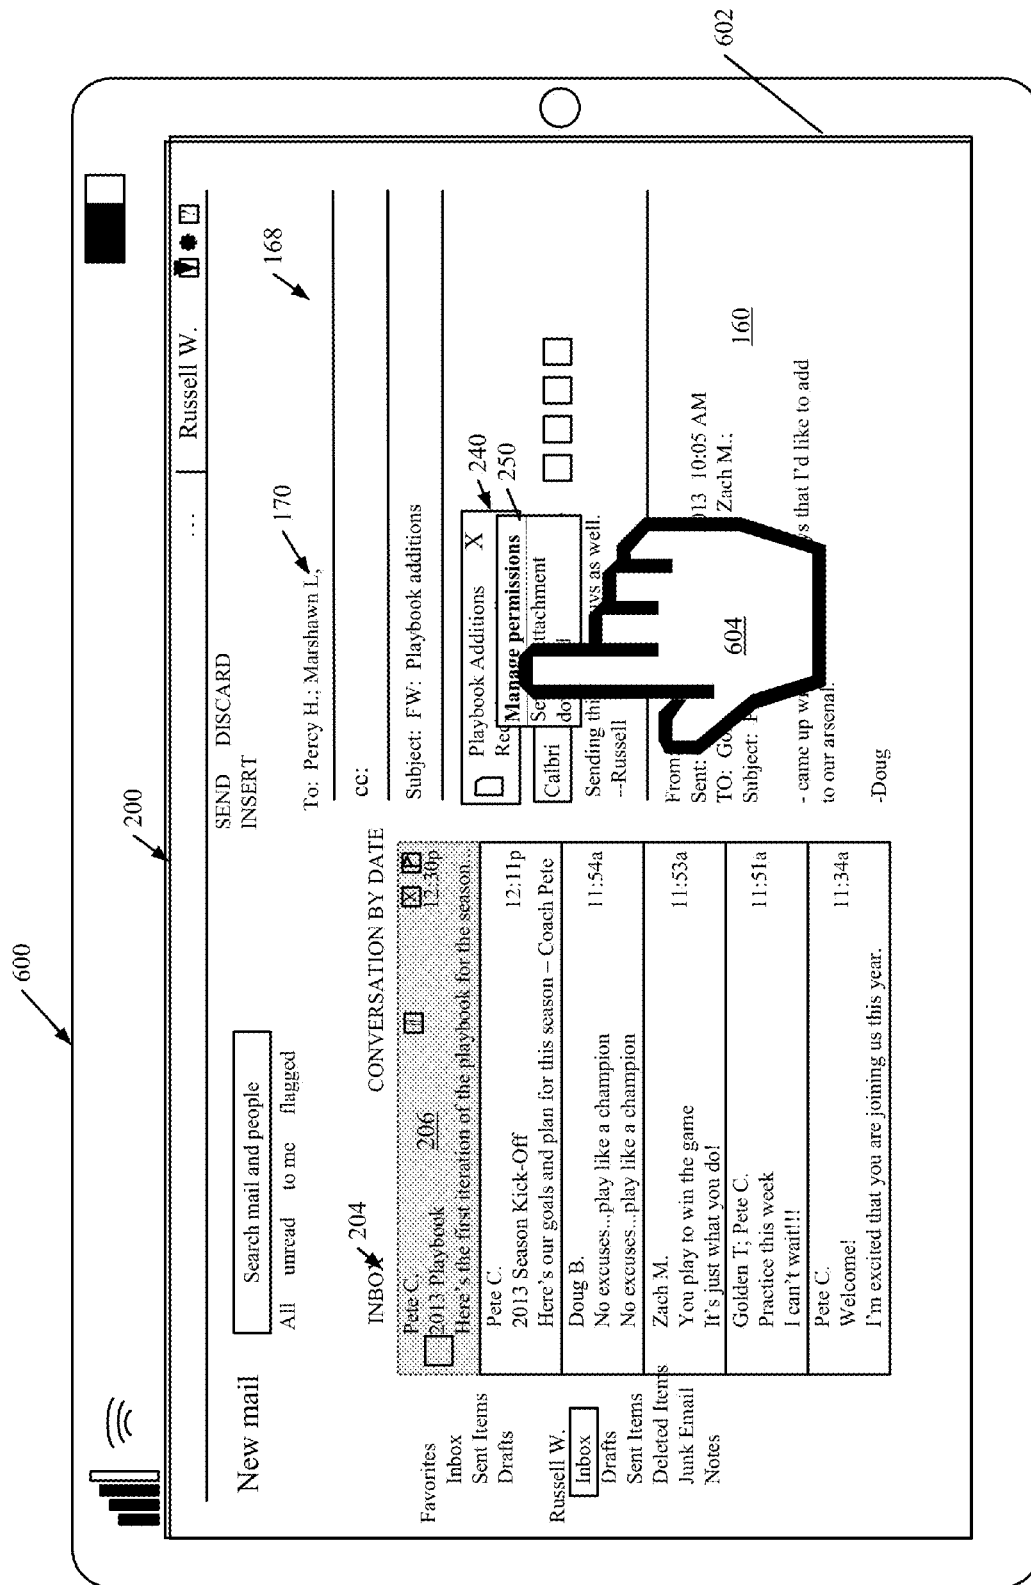 600
200
602
Russell W.
?
New mail
Search mail and people
All unread to me flagged
SEND DISCARD
...
INSERT
170
168
Favorites
Inbox
Sent Items
Drafts
Russell W.
Inbox
Drafts
Sent Items
Deleted Items
Junk Email
Notes
INBOX
CONVERSATION BY DATE
204
Pete C.
X
2013 Playbook
206
12:30p
Here's the first iteration of the playbook for the season..
Pete C.
2013 Season Kick-Off
12:11p
Here's our goals and plan for this season – Coach Pete
Doug B.
No excuses...play like a champion
11:54a
No excuses...play like a champion
Zach M.
You play to win the game
11:53a
It's just what you do!
Golden T; Pete C.
Practice this week
11:51a
I can't wait!!!
Pete C.
Welcome!
11:34a
I'm excited that you are joining us this year.
To: Percy H.: Marshawn L,
cc:
Subject: FW: Playbook additions
Playbook Additions X
240
Manage permissions
250
Calibri
Sending
as well.
--Russell
From
Sent:
10:05 AM
TO:
Zach M.:
Subject:
160
604
- came up
that I'd like to add
to our arsenal.
-Doug